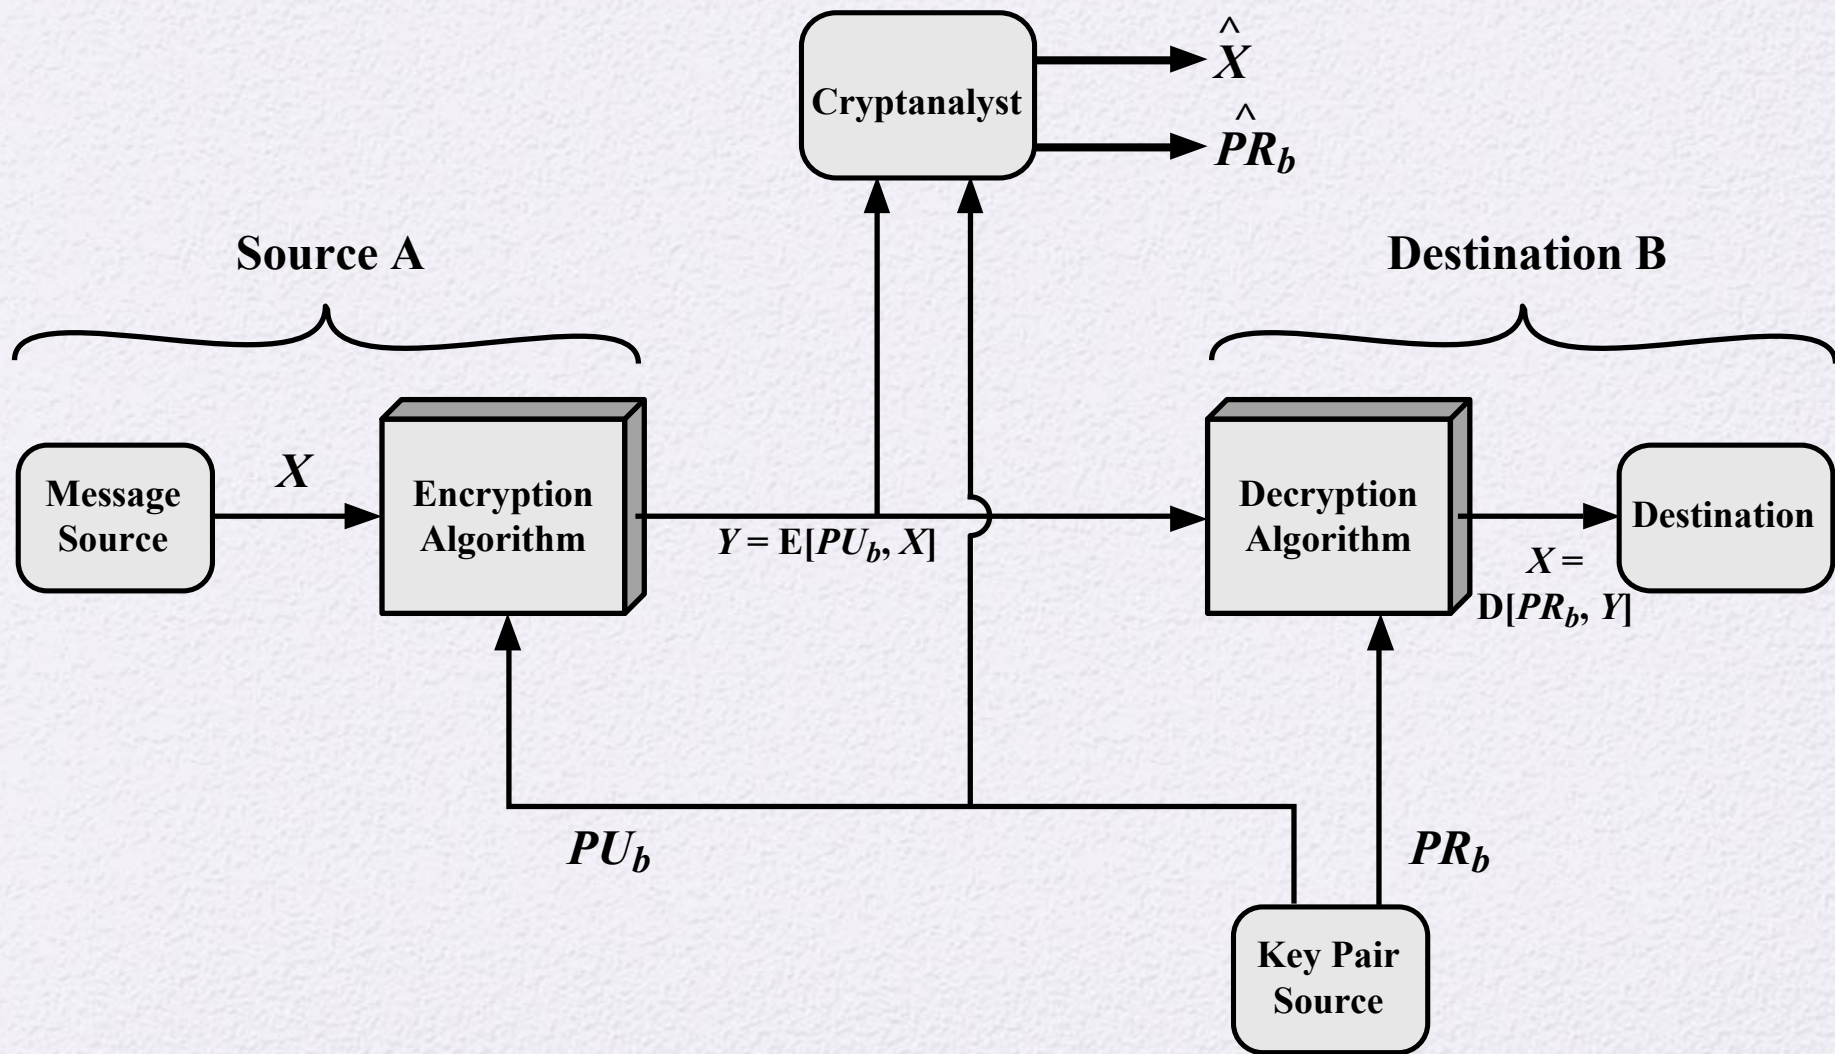 X̂
Cryptanalyst
P̂R_b
Source A
Destination B
Message
Source
X
Encryption
Algorithm
Y = E[PU_b, X]
Decryption
Algorithm
X =
D[PR_b, Y]
Destination
PU_b
PR_b
Key Pair
Source